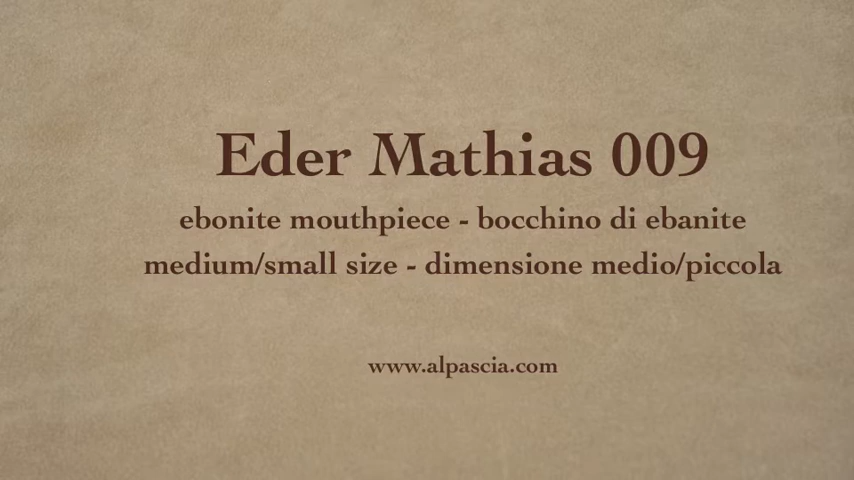 Eder Mathias 009
ebonite mouthpiece - bocchino di ebanite
medium/small size - dimensione medio/piccola
www.alpascia.com